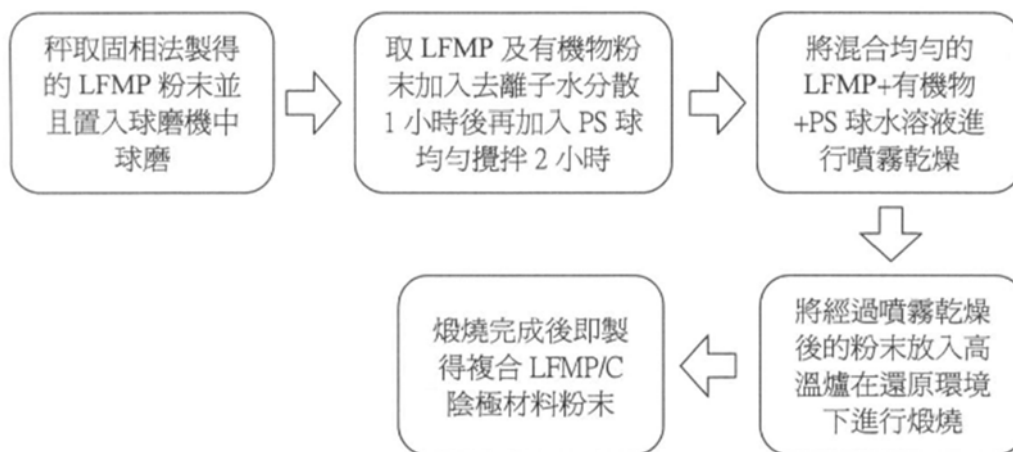 秤取固相法製得
的 LFMP 粉末並
且置入球磨機中
球磨
取 LFMP 及有機物粉
末加入去離子水分散
1 小時後再加入 PS 球
均勻攪拌 2 小時
將混合均勻的
LFMP+有機物
+PS 球水溶液進
行噴霧乾燥
將經過噴霧乾燥
後的粉末放入高
溫爐在還原環境
下進行煅燒
煅燒完成後即製
得複合 LFMP/C
陰極材料粉末